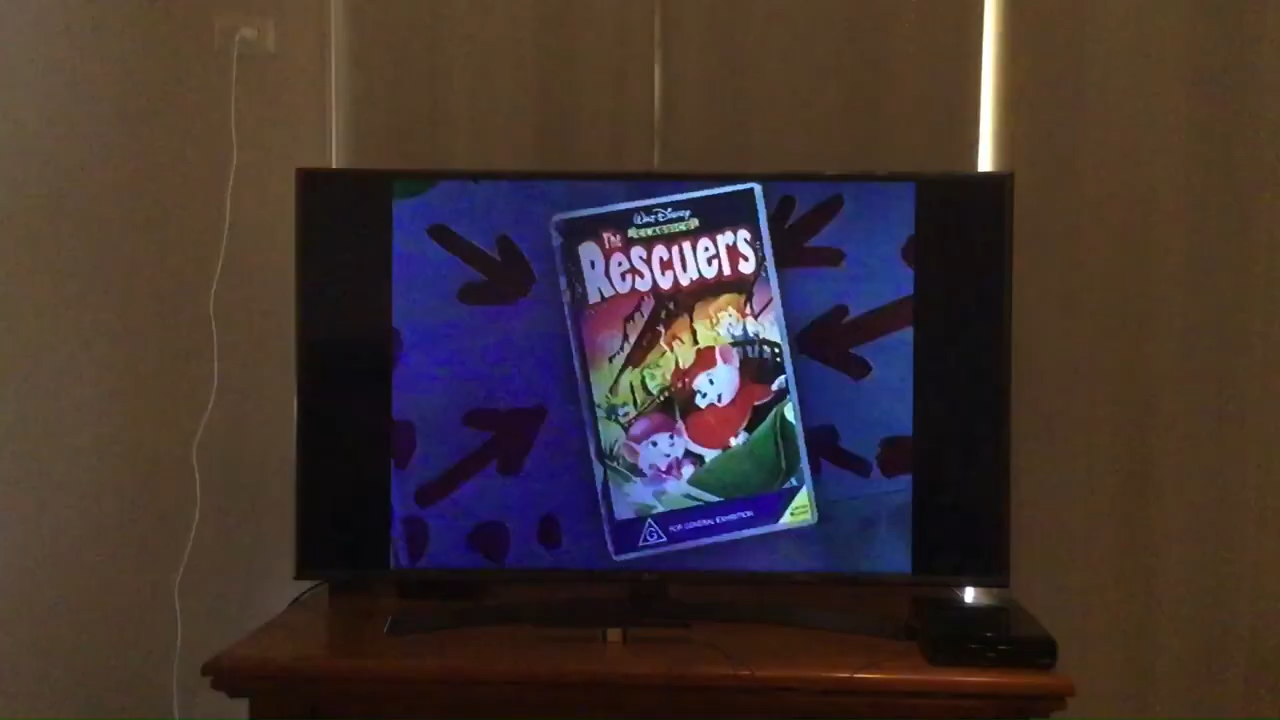 Walt Disney
CLASSICS
The
Rescuers
G
FOR GENERAL EXHIBITION